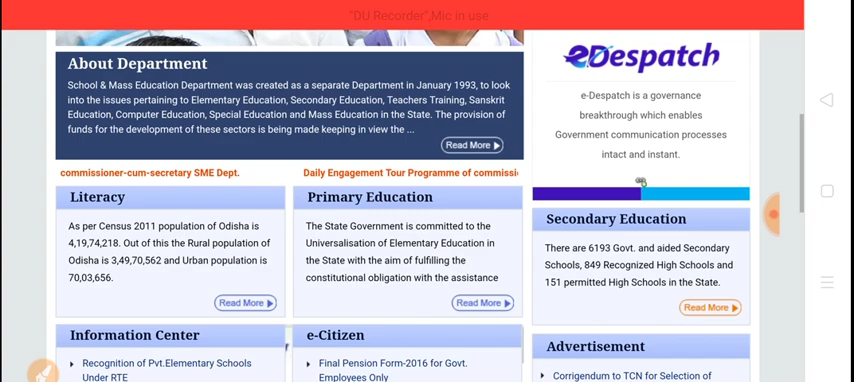 "DU Recorder",Mic in use
About Department
School & Mass Education Department was created as a separate Department in January 1993, to look
into the issues pertaining to Elementary Education, Secondary Education, Teachers Training, Sanskrit
Education, Computer Education, Special Education and Mass Education in the State. The provision of
funds for the development of these sectors is being made keeping in view the ...
Read More
eDespatch
e-Despatch is a governance
breakthrough which enables
Government communication processes
intact and instant.
commissioner-cum-secretary SME Dept.
Daily Engagement Tour Programme of commissi
Literacy
As per Census 2011 population of Odisha is
4,19,74,218. Out of this the Rural population of
Odisha is 3,49,70,562 and Urban population is
70,03,656.
Read More
Primary Education
The State Government is committed to the
Universalisation of Elementary Education in
the State with the aim of fulfilling the
constitutional obligation with the assistance
Read More
Secondary Education
There are 6193 Govt. and aided Secondary
Schools, 849 Recognized High Schools and
151 permitted High Schools in the State.
Read More
Information Center
Recognition of Pvt.Elementary Schools
Under RTE
e-Citizen
Final Pension Form-2016 for Govt.
Employees Only
Advertisement
Corrigendum to TCN for Selection of